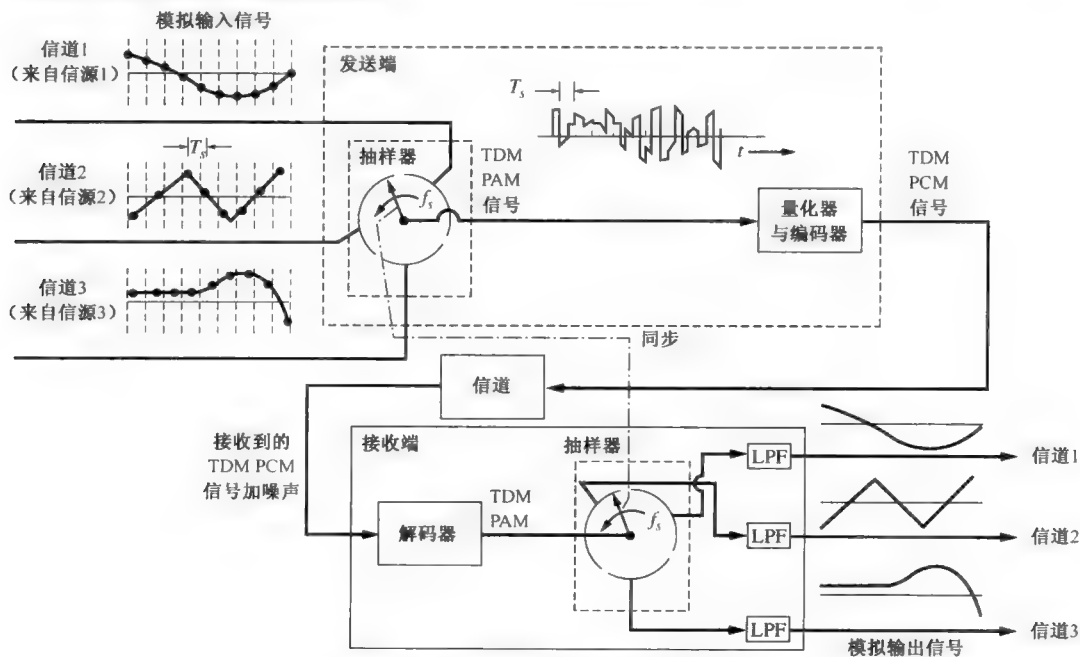 模拟输入信号
信道1
（来自信源1）
发送端
T_s
t
信道2
（来自信源2）
T_s
抽样器
f_s
TDM
PAM
信号
量化器
与编码器
TDM
PCM
信号
信道3
（来自信源3）
同步
信道
接收到的
TDM PCM
信号加噪声
接收端
抽样器
LPF
信道1
解码器
TDM
PAM
f_s
LPF
信道2
LPF
信道3
模拟输出信号